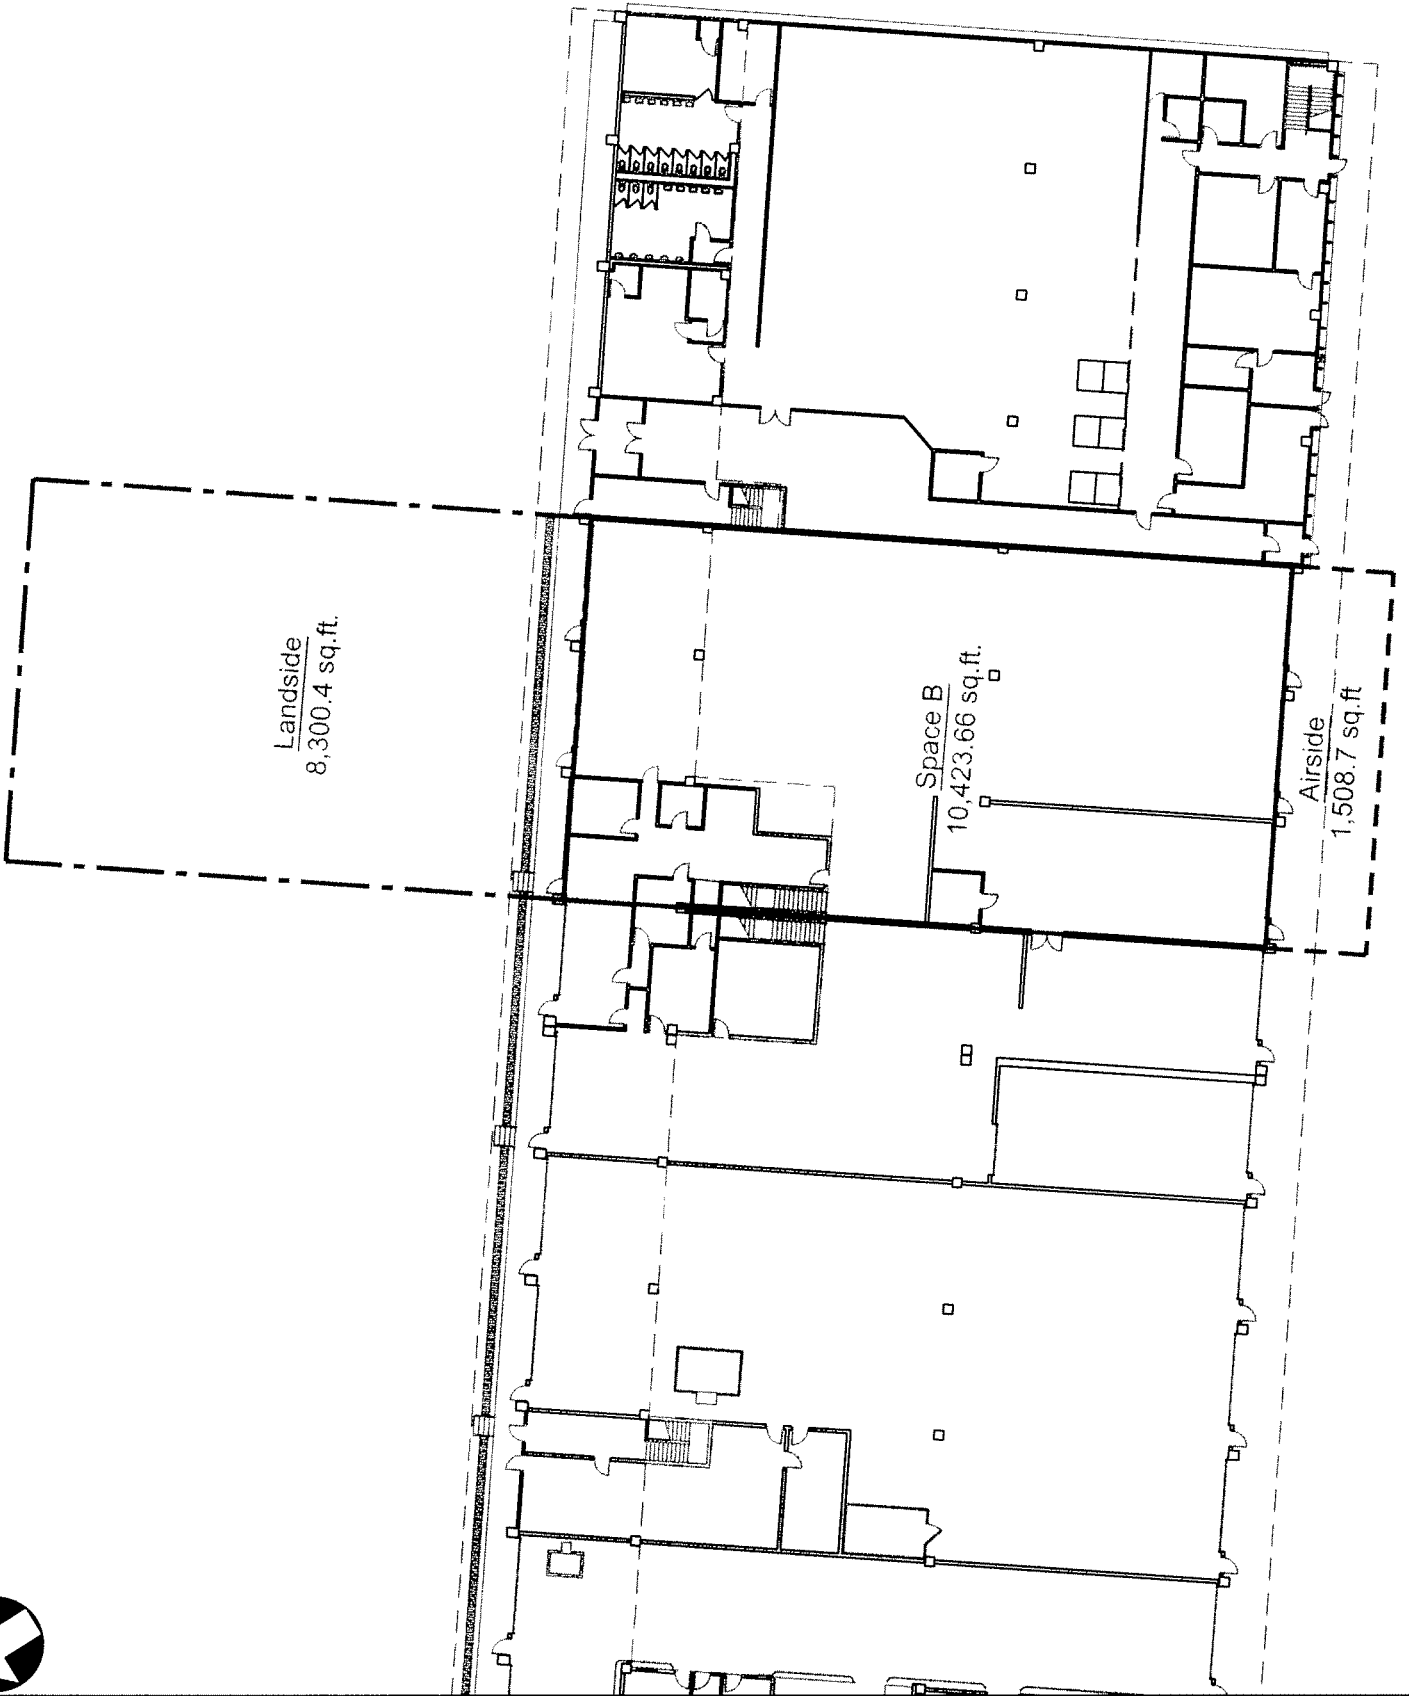 Landside
8,300.4 sq.ft.
Space B
10,423.66 sq.ft.
Airside
1,508.7 sq.ft